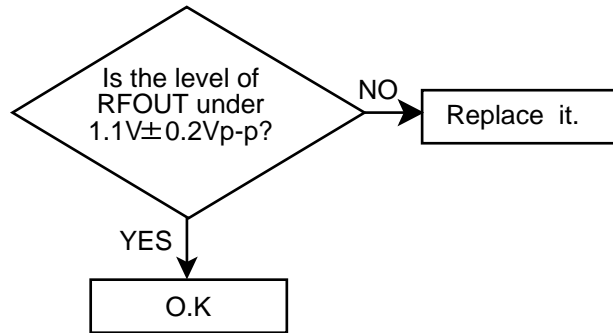 Is the level of
RFOUT under
1.1V±0.2Vp-p?
NO
Replace it.
YES
O.K